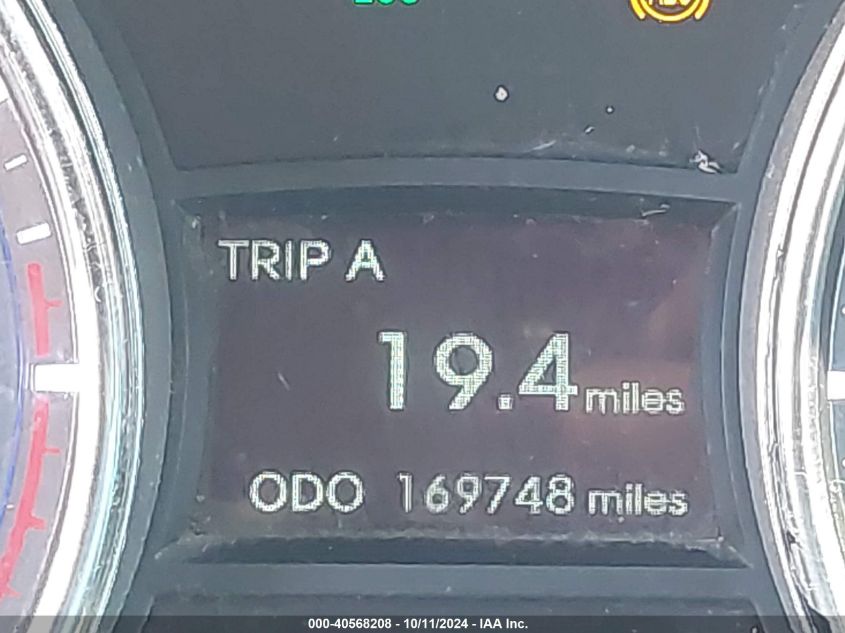 TRIP A
19.4 miles
ODO 169748 miles
000-40568208 - 10/11/2024 - IAA Inc.